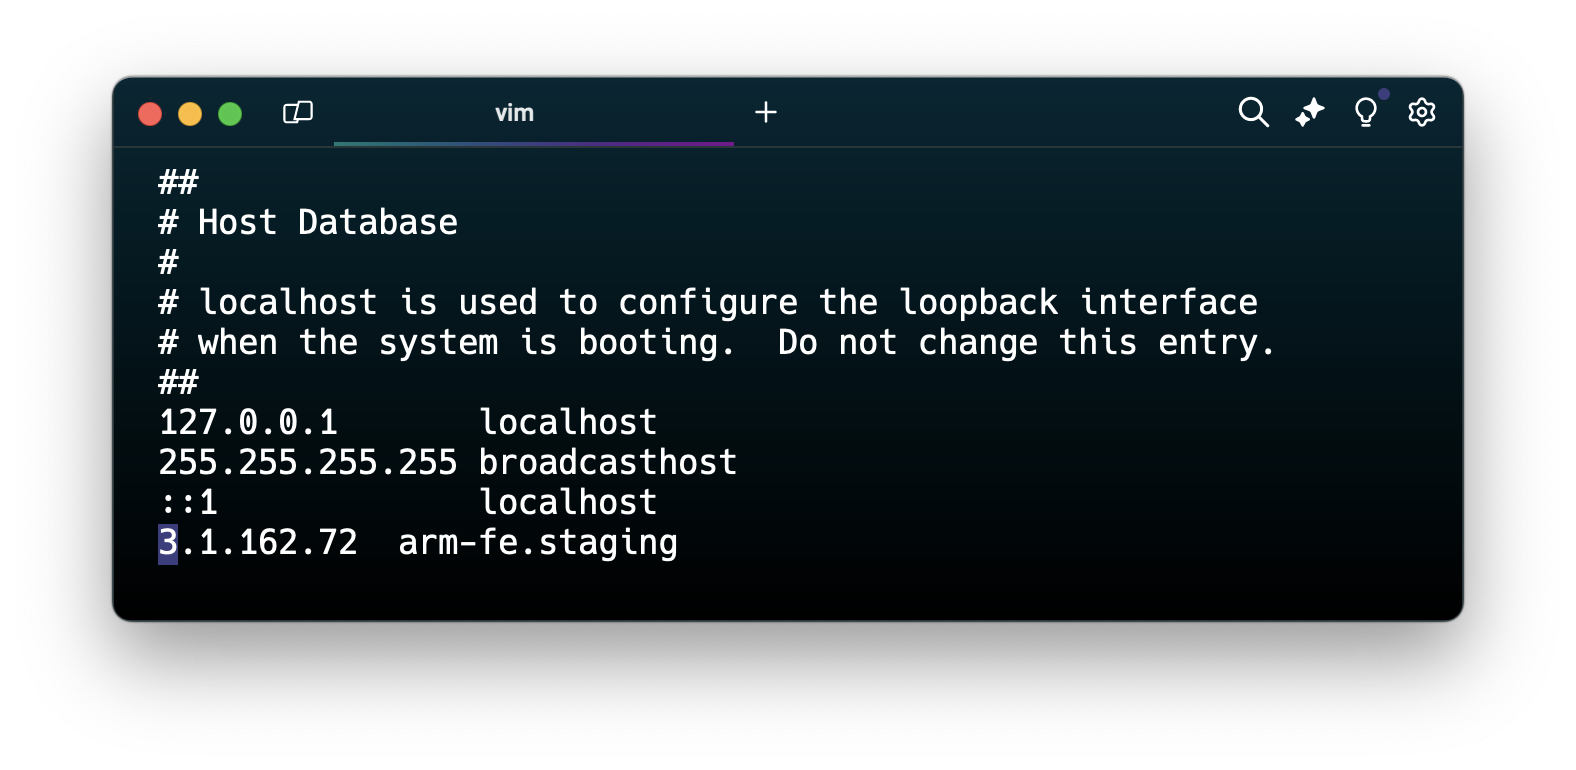 vim
##
# Host Database
#
# localhost is used to configure the loopback interface
# when the system is booting.  Do not change this entry.
##
127.0.0.1       localhost
255.255.255.255 broadcasthost
::1             localhost
3.1.162.72  arm-fe.staging